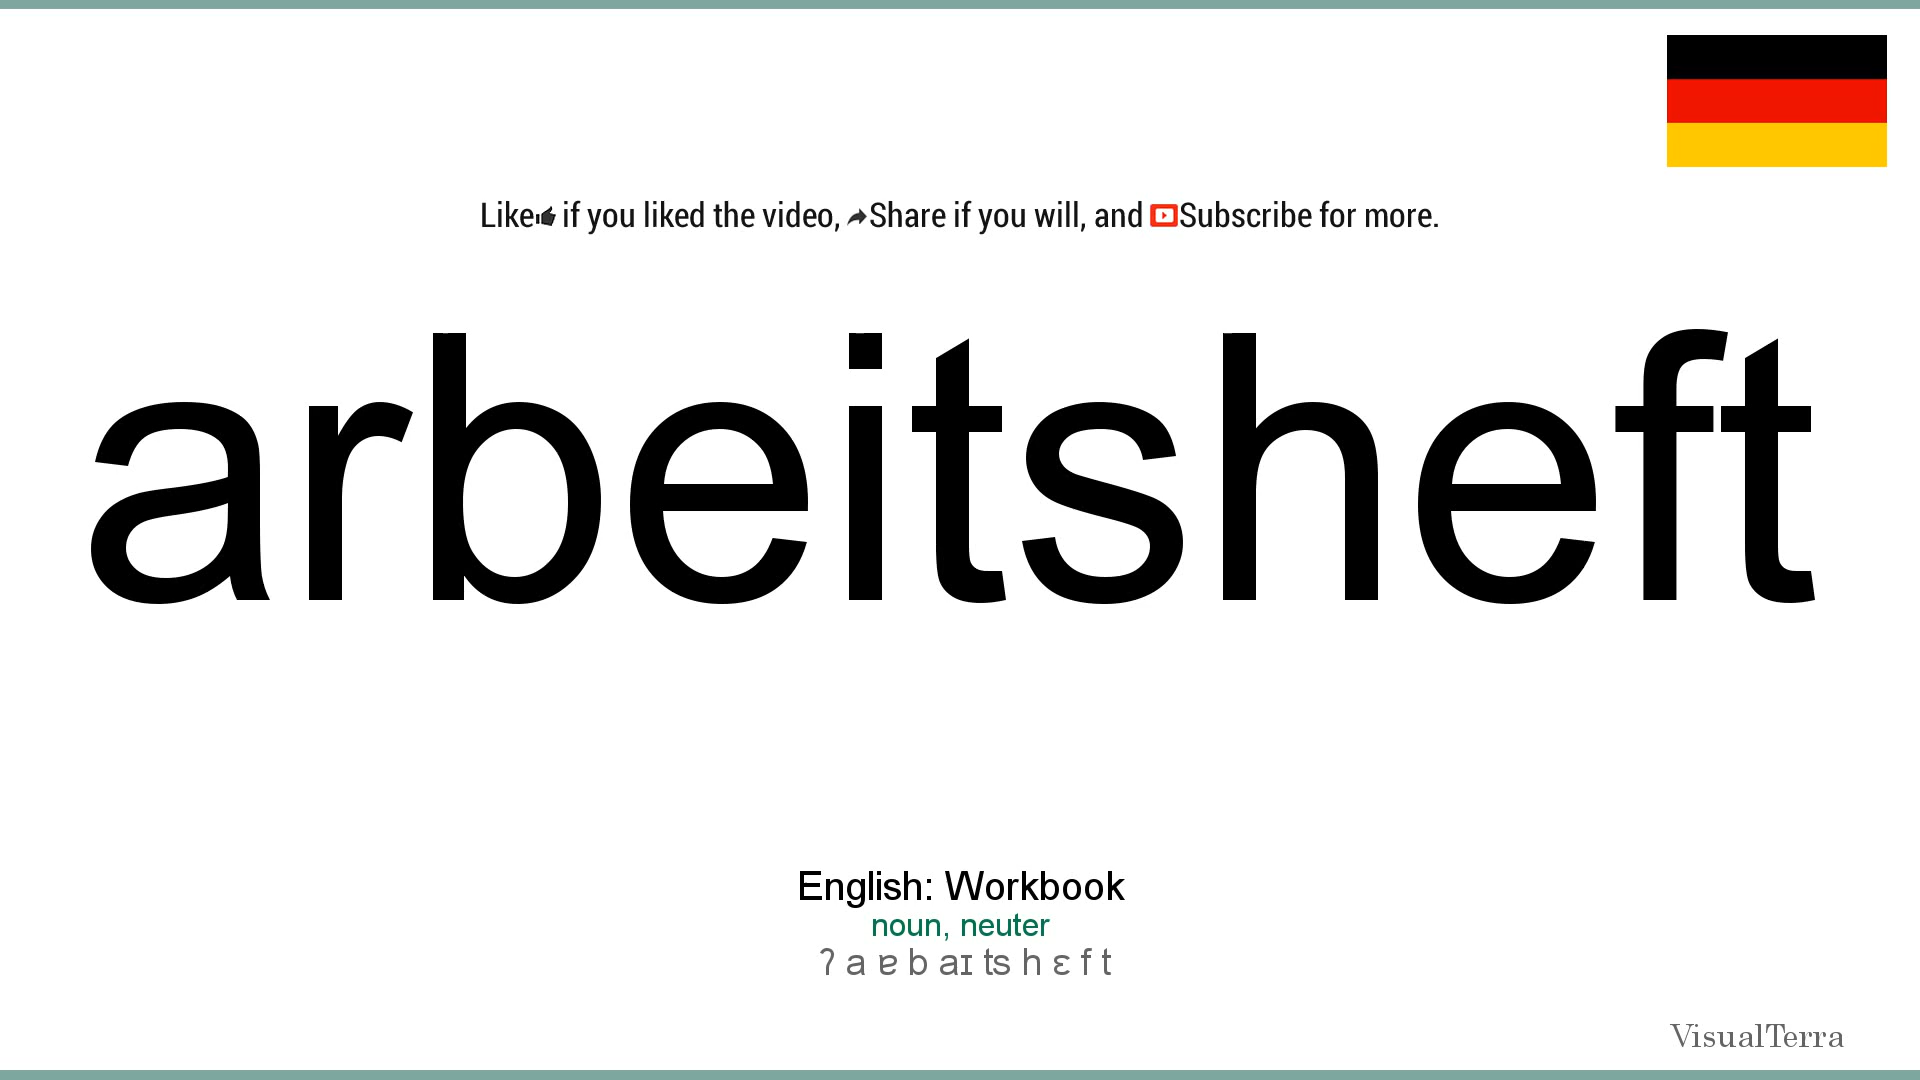 Like if you liked the video, Share if you will, and Subscribe for more.
arbeitsheft
English: Workbook
noun, neuter
ʔ a ɐ b aɪ ts h ɛ f t
VisualTerra